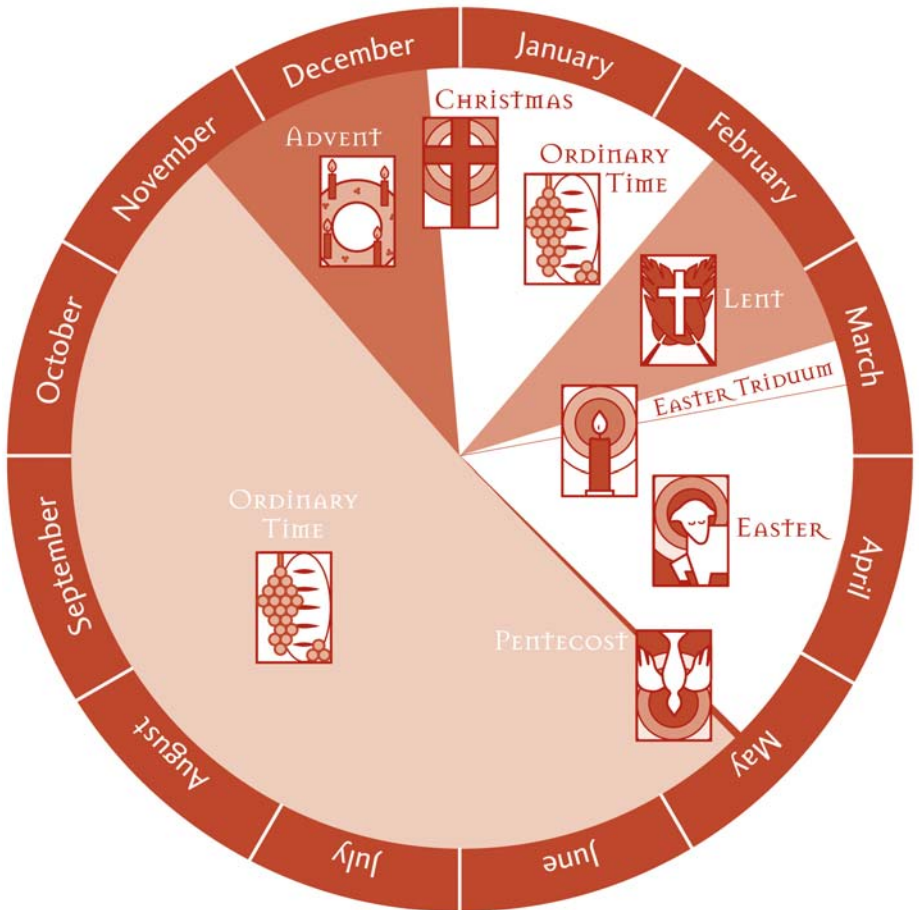 January
February
March
April
May
June
July
August
September
October
November
December
Advent
Christmas
Ordinary
Time
Lent
Easter Triduum
Easter
Pentecost
Ordinary
Time